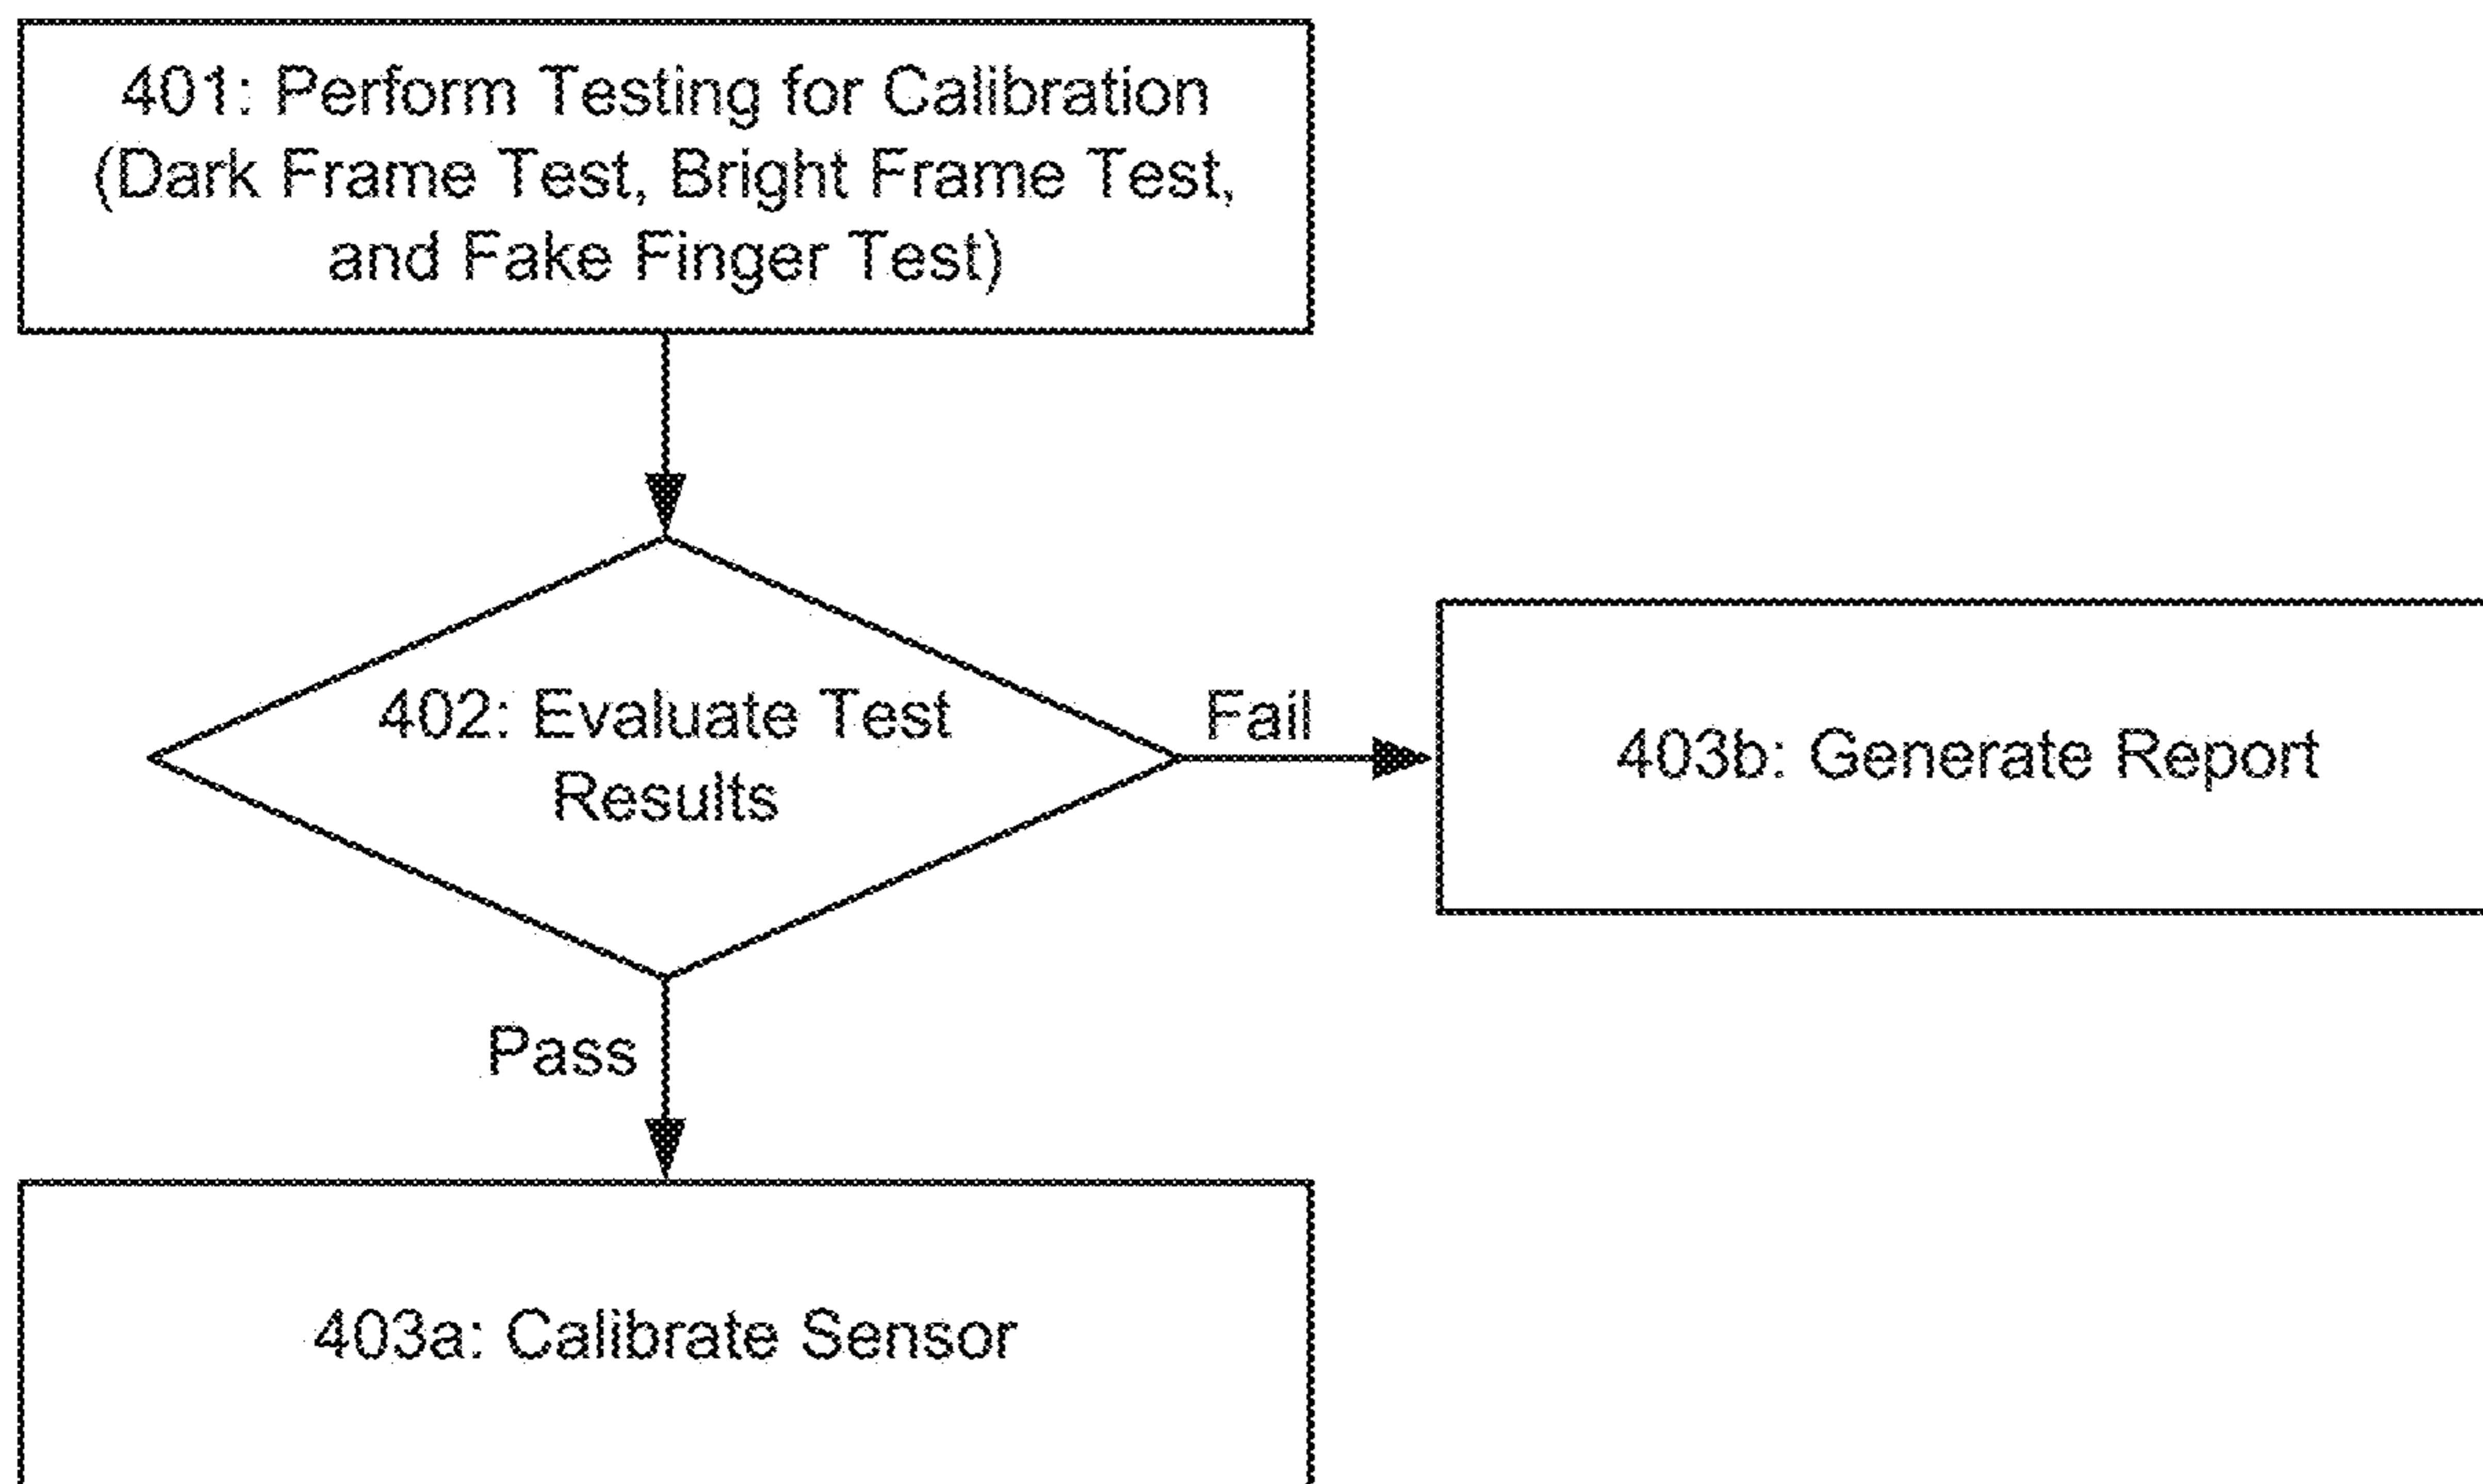 401: Perform Testing for Calibration
(Dark Frame Test, Bright Frame Test,
and Fake Finger Test)
402: Evaluate Test
Results
Fail
403b: Generate Report
Pass
403a: Calibrate Sensor